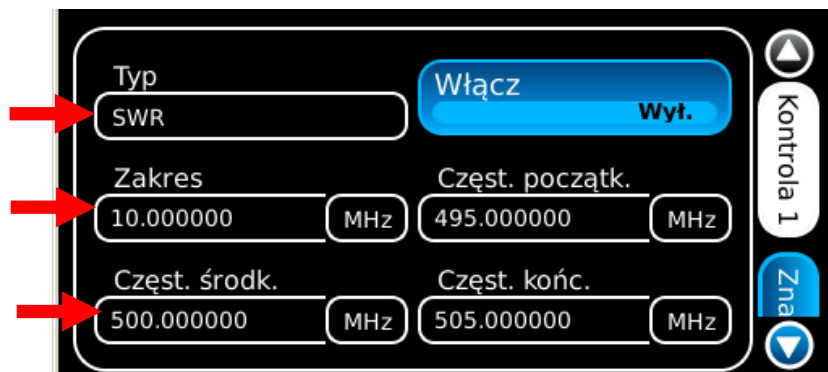 Typ
SWR
Włącz
Wył.
Zakres
10.000000 MHz
Częst. początk.
495.000000 MHz
Częst. środk.
500.000000 MHz
Częst. końc.
505.000000 MHz
Kontrola 1
Zna